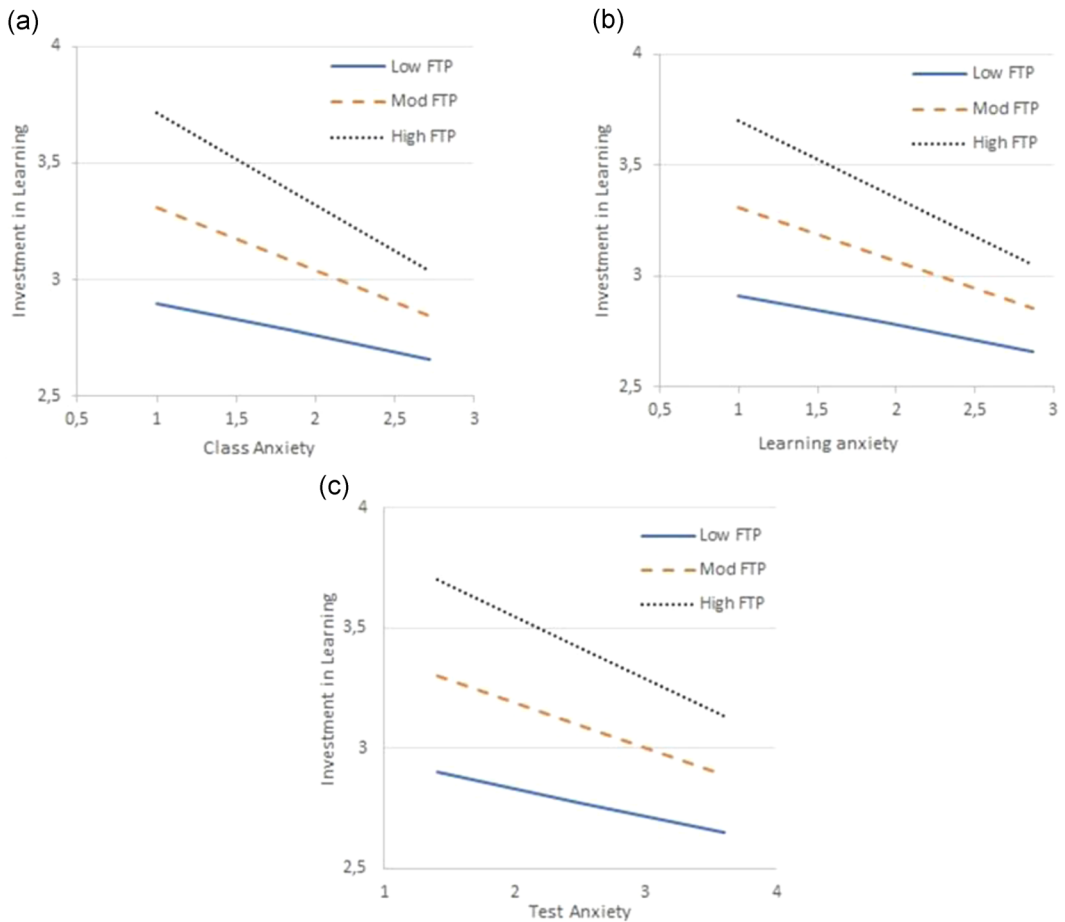 (a)
4
3,5
3
2,5
Investment in Learning
Low FTP
Mod FTP
High FTP
0,5 1 1,5 2 2,5 3
Class Anxiety
(b)
4
3,5
3
2,5
Investment in Learning
Low FTP
Mod FTP
High FTP
0,5 1 1,5 2 2,5 3
Learning anxiety
(c)
4
3,5
3
2,5
Investment in Learning
Low FTP
Mod FTP
High FTP
1 2 3 4
Test Anxiety